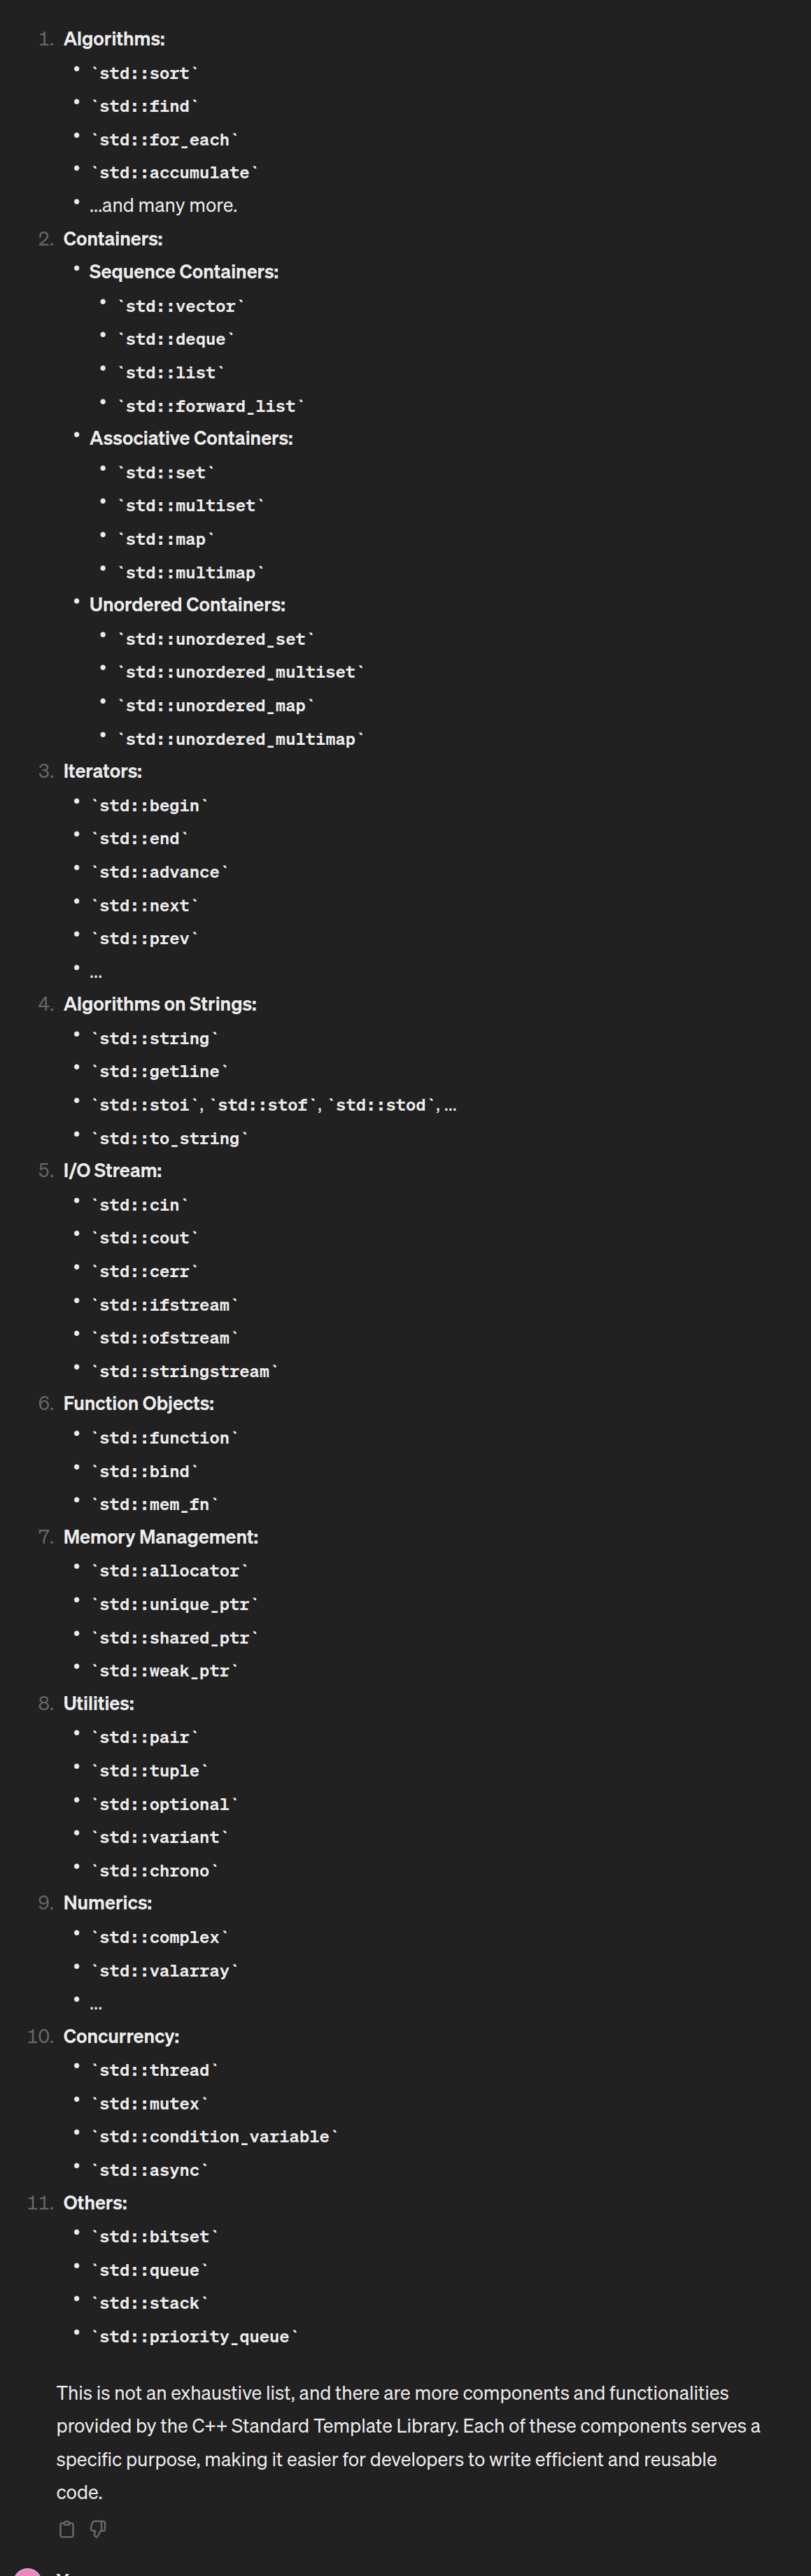 1. Algorithms:
• `std::sort`
• `std::find`
• `std::for_each`
• `std::accumulate`
• ...and many more.
2. Containers:
• Sequence Containers:
• `std::vector`
• `std::deque`
• `std::list`
• `std::forward_list`
• Associative Containers:
• `std::set`
• `std::multiset`
• `std::map`
• `std::multimap`
• Unordered Containers:
• `std::unordered_set`
• `std::unordered_multiset`
• `std::unordered_map`
• `std::unordered_multimap`
3. Iterators:
• `std::begin`
• `std::end`
• `std::advance`
• `std::next`
• `std::prev`
• ...
4. Algorithms on Strings:
• `std::string`
• `std::getline`
• `std::stoi`, `std::stof`, `std::stod`, ...
• `std::to_string`
5. I/O Stream:
• `std::cin`
• `std::cout`
• `std::cerr`
• `std::ifstream`
• `std::ofstream`
• `std::stringstream`
6. Function Objects:
• `std::function`
• `std::bind`
• `std::mem_fn`
7. Memory Management:
• `std::allocator`
• `std::unique_ptr`
• `std::shared_ptr`
• `std::weak_ptr`
8. Utilities:
• `std::pair`
• `std::tuple`
• `std::optional`
• `std::variant`
• `std::chrono`
9. Numerics:
• `std::complex`
• `std::valarray`
• ...
10. Concurrency:
• `std::thread`
• `std::mutex`
• `std::condition_variable`
• `std::async`
11. Others:
• `std::bitset`
• `std::queue`
• `std::stack`
• `std::priority_queue`
This is not an exhaustive list, and there are more components and functionalities
provided by the C++ Standard Template Library. Each of these components serves a
specific purpose, making it easier for developers to write efficient and reusable
code.